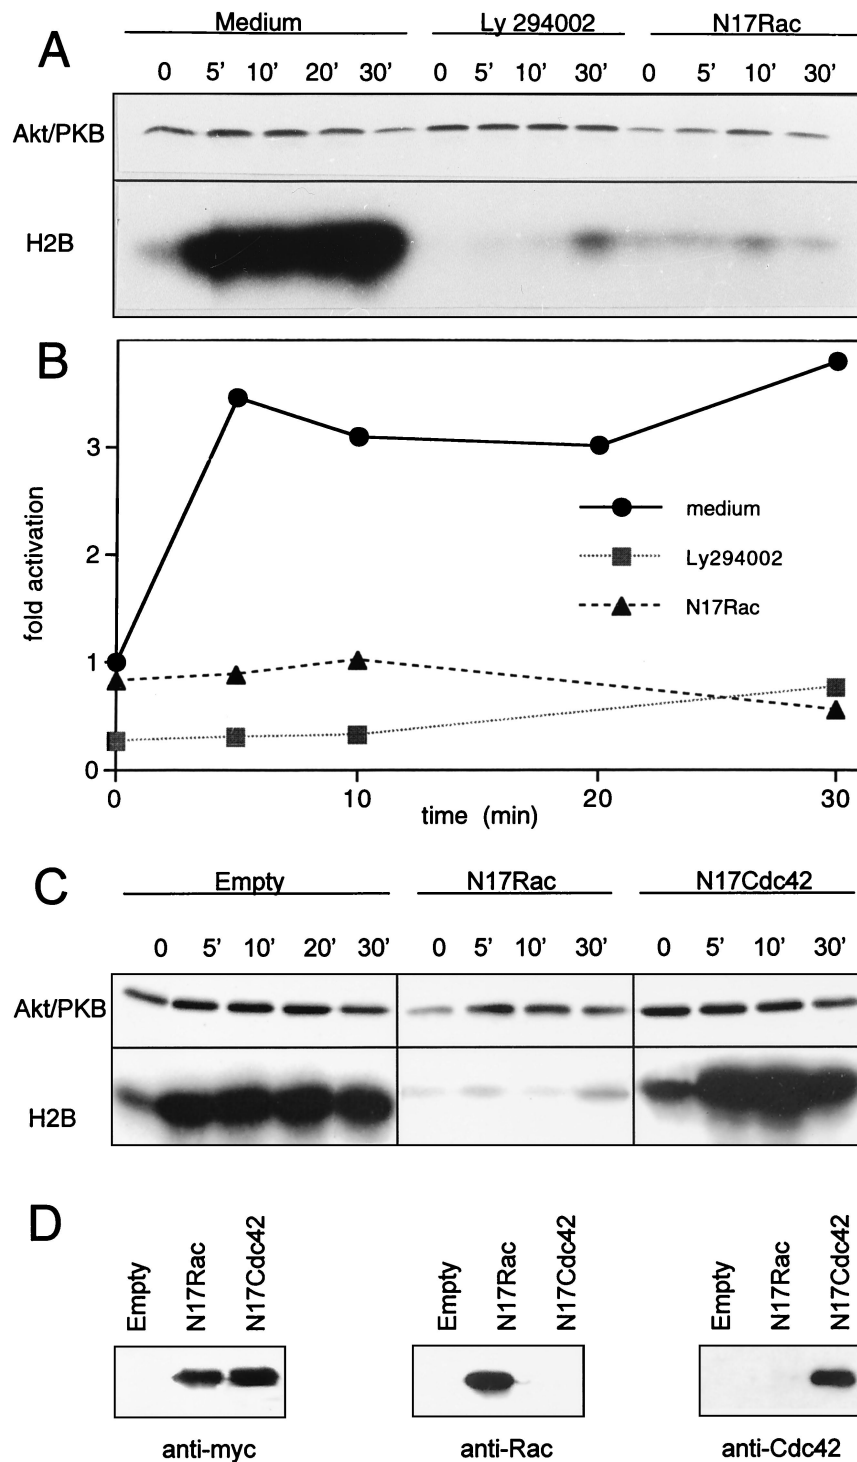 A
Medium Ly 294002 N17Rac
0 5' 10' 20' 30' 0 5' 10' 30' 0 5' 10' 30'
Akt/PKB
H2B
B
3
2
1
0
fold activation
medium
Ly294002
N17Rac
0 10 20 30
time (min)
C
Empty N17Rac N17Cdc42
0 5' 10' 20' 30' 0 5' 10' 30' 0 5' 10' 30'
Akt/PKB
H2B
D
Empty N17Rac N17Cdc42 Empty N17Rac N17Cdc42 Empty N17Rac N17Cdc42
anti-myc anti-Rac anti-Cdc42